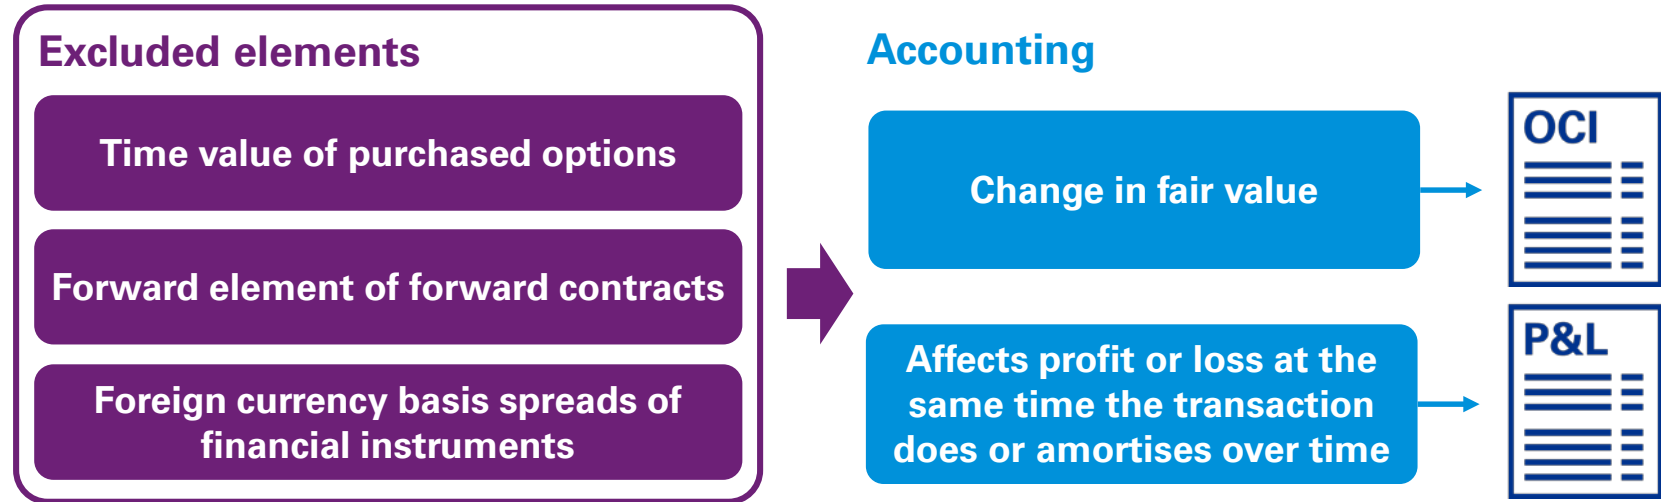 Excluded elements
Time value of purchased options
Forward element of forward contracts
Foreign currency basis spreads of
financial instruments
Accounting
Change in fair value
OCI
Affects profit or loss at the
same time the transaction
does or amortises over time
P&L